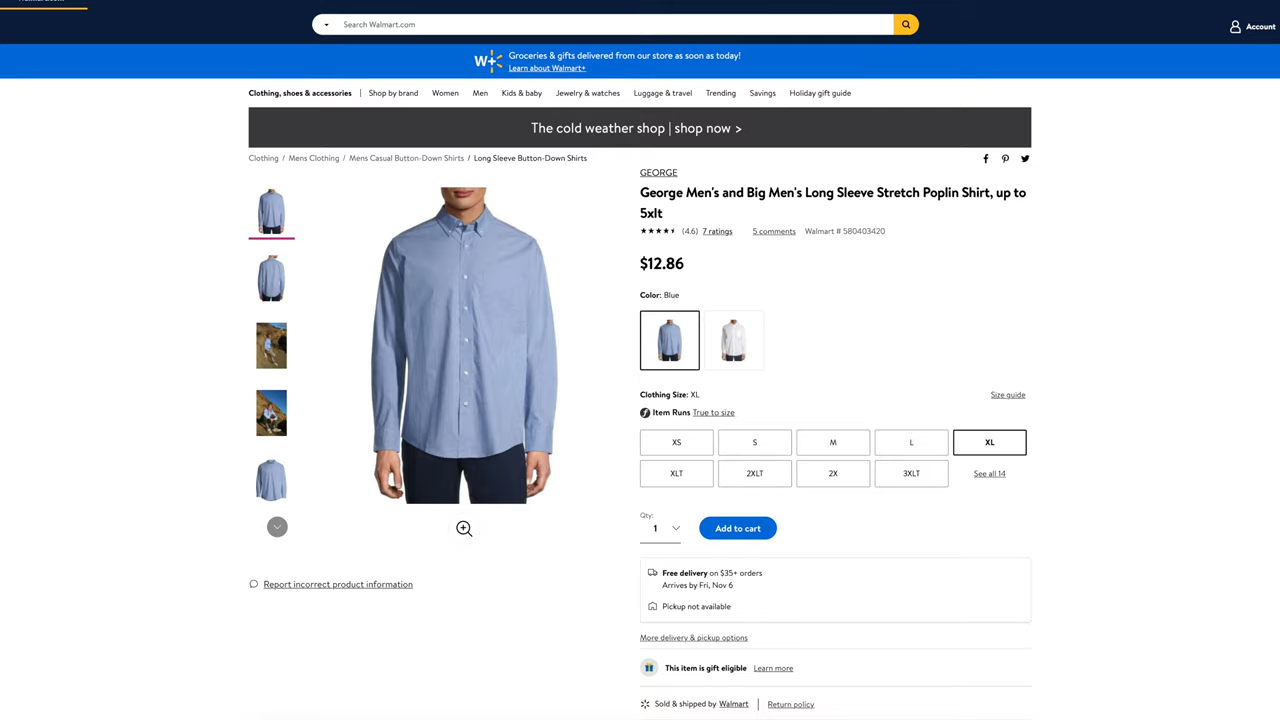 Search Walmart.com
Account
W+
Groceries & gifts delivered from our store as soon as today!
Learn about Walmart+
Clothing, shoes & accessories | Shop by brand Women Men Kids & baby Jewelry & watches Luggage & travel Trending Savings Holiday gift guide
The cold weather shop | shop now >
Clothing / Mens Clothing / Mens Casual Button-Down Shirts / Long Sleeve Button-Down Shirts
GEORGE
George Men's and Big Men's Long Sleeve Stretch Poplin Shirt, up to
5xlt
(4.6) 7 ratings 5 comments Walmart # 580403420
$12.86
Color: Blue
Clothing Size: XL Size guide
Item Runs True to size
XS S M L XL
XLT 2XLT 2X 3XLT See all 14
Qty:
1 Add to cart
Free delivery on $35+ orders
Arrives by Fri, Nov 6
Pickup not available
Report incorrect product information
More delivery & pickup options
This item is gift eligible Learn more
Sold & shipped by Walmart | Return policy